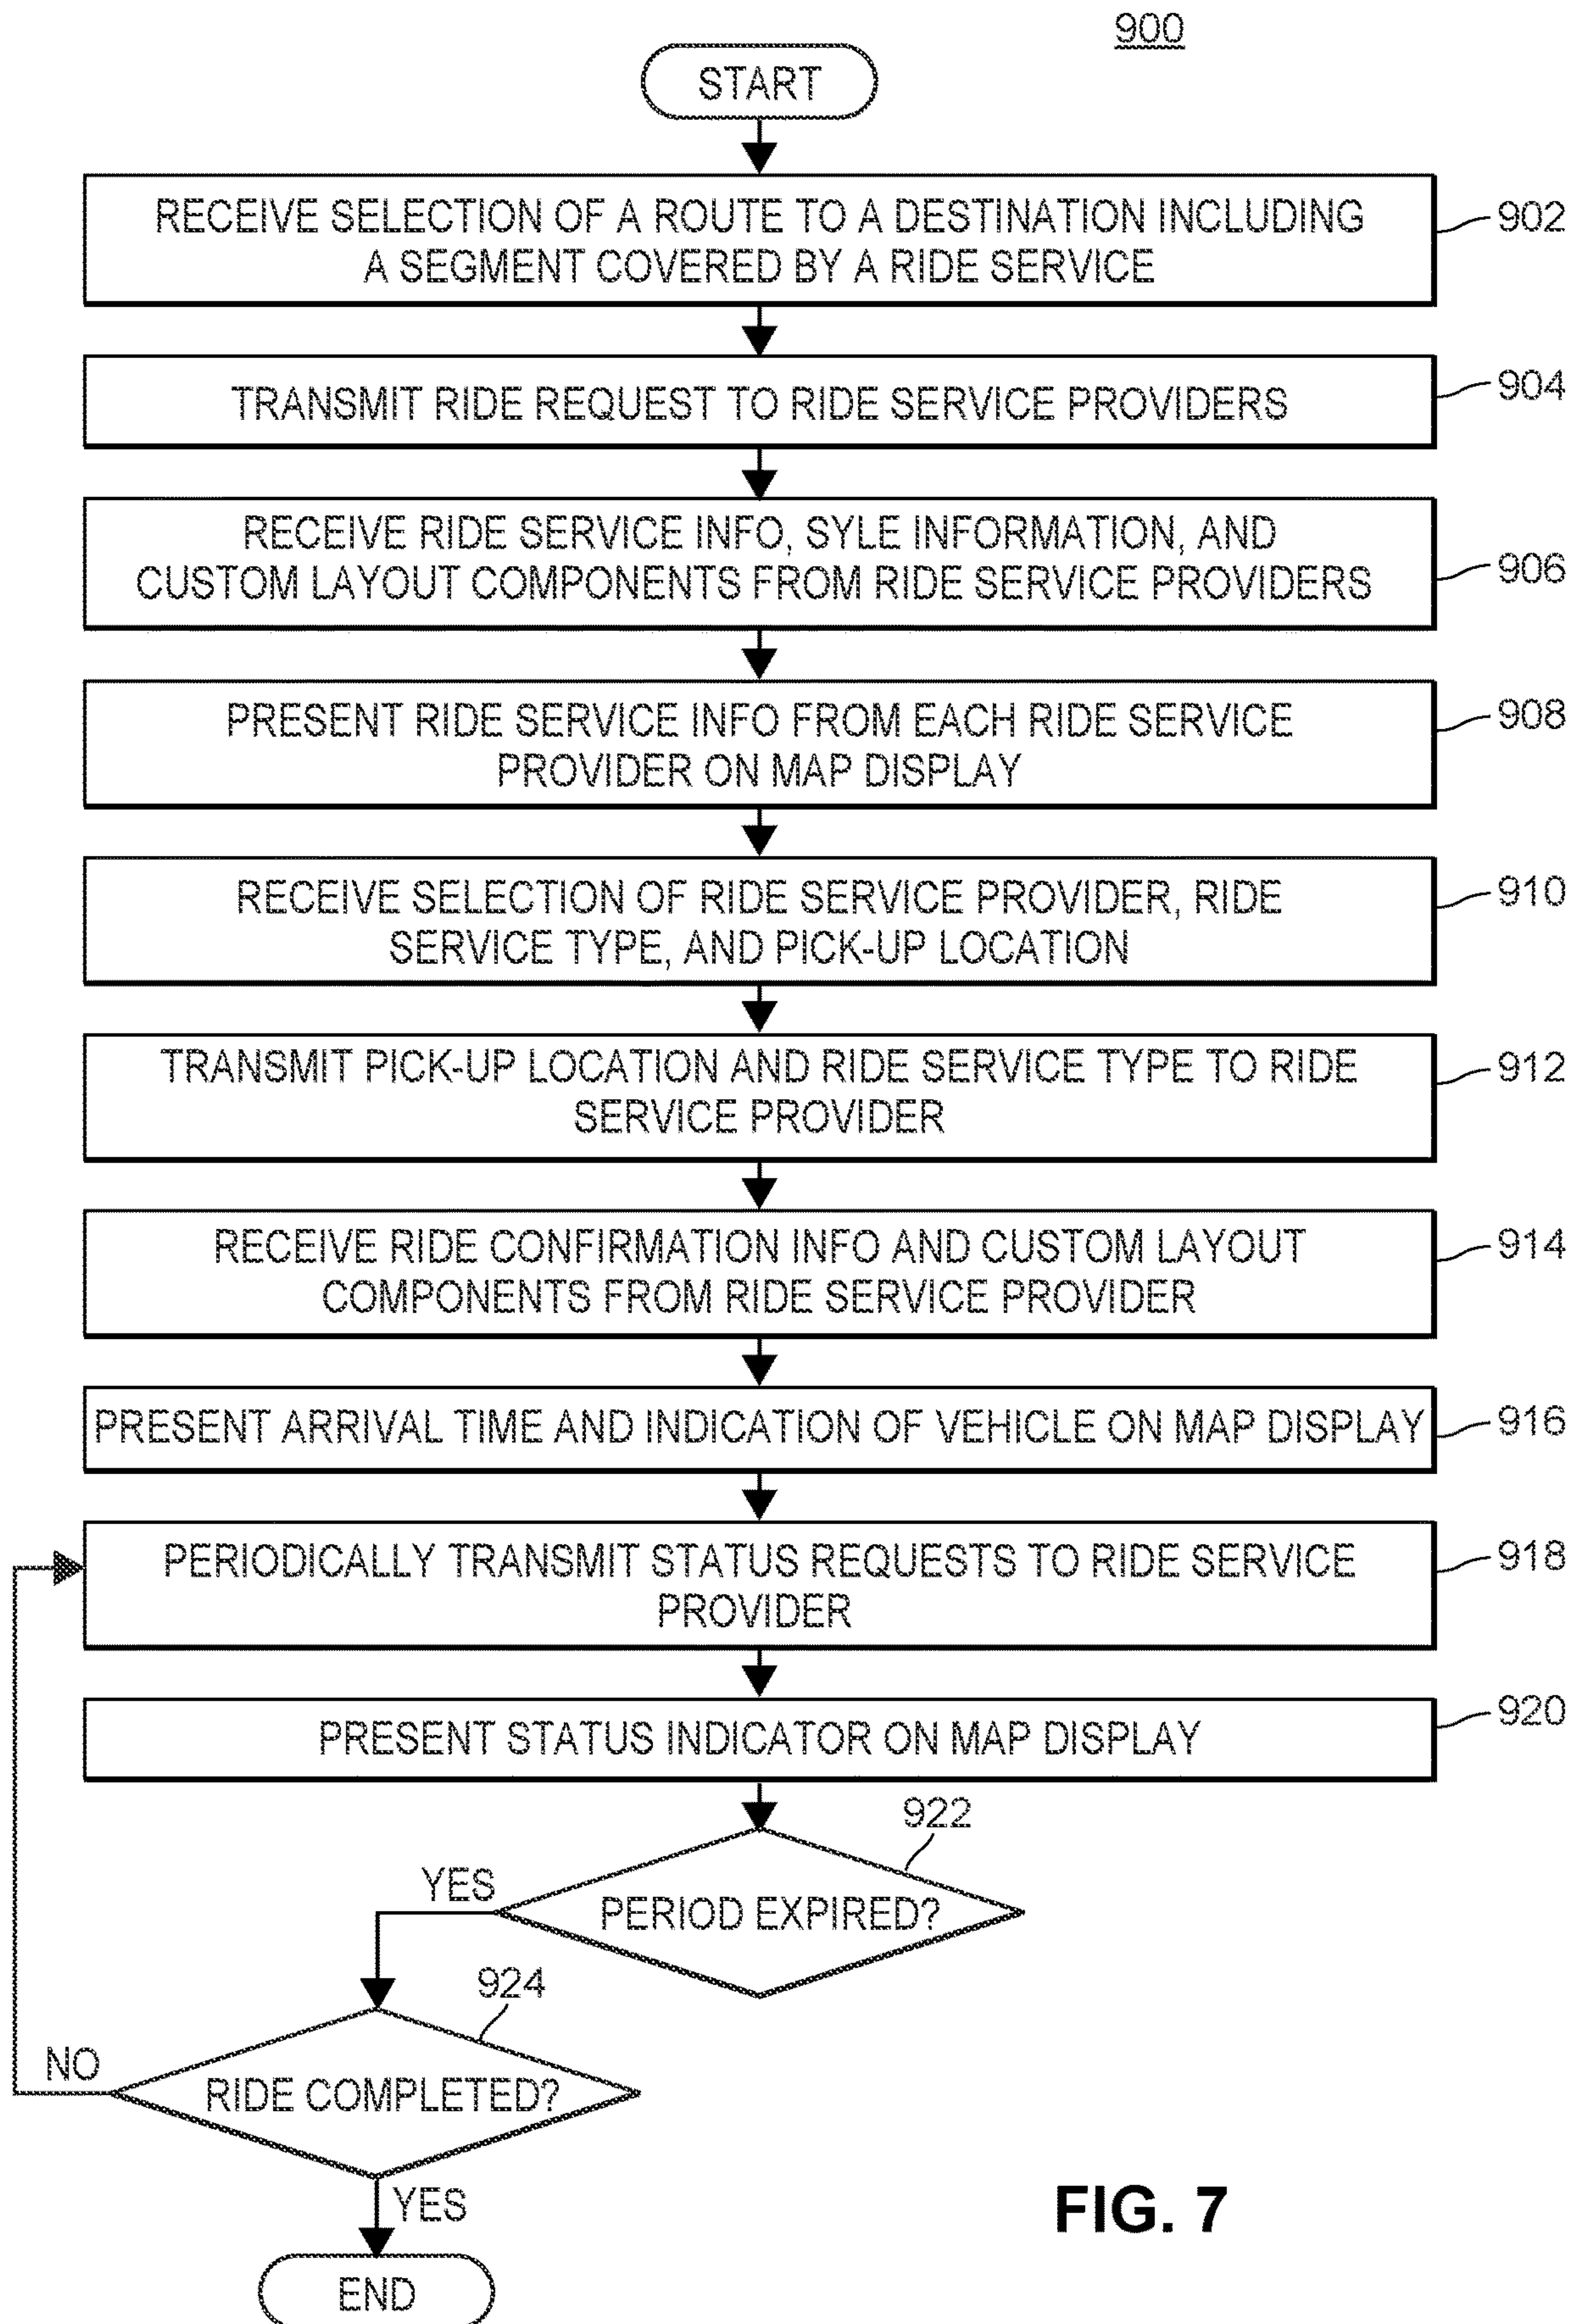 900
START
RECEIVE SELECTION OF A ROUTE TO A DESTINATION INCLUDING
A SEGMENT COVERED BY A RIDE SERVICE
902
TRANSMIT RIDE REQUEST TO RIDE SERVICE PROVIDERS
904
RECEIVE RIDE SERVICE INFO, SYLE INFORMATION, AND
CUSTOM LAYOUT COMPONENTS FROM RIDE SERVICE PROVIDERS
906
PRESENT RIDE SERVICE INFO FROM EACH RIDE SERVICE
PROVIDER ON MAP DISPLAY
908
RECEIVE SELECTION OF RIDE SERVICE PROVIDER, RIDE
SERVICE TYPE, AND PICK-UP LOCATION
910
TRANSMIT PICK-UP LOCATION AND RIDE SERVICE TYPE TO RIDE
SERVICE PROVIDER
912
RECEIVE RIDE CONFIRMATION INFO AND CUSTOM LAYOUT
COMPONENTS FROM RIDE SERVICE PROVIDER
914
PRESENT ARRIVAL TIME AND INDICATION OF VEHICLE ON MAP DISPLAY
916
PERIODICALLY TRANSMIT STATUS REQUESTS TO RIDE SERVICE
PROVIDER
918
PRESENT STATUS INDICATOR ON MAP DISPLAY
920
922
YES
PERIOD EXPIRED?
924
NO
RIDE COMPLETED?
YES
END
FIG. 7